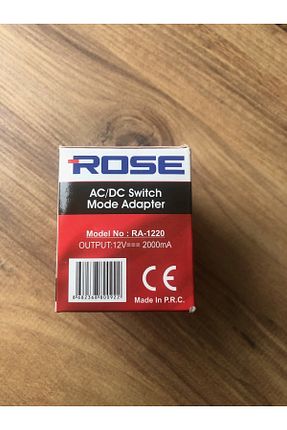 ROSE
AC/DC Switch
Mode Adapter
Model No : RA-1220
OUTPUT:12V⎓ 2000mA
CE
Made In P.R.C.